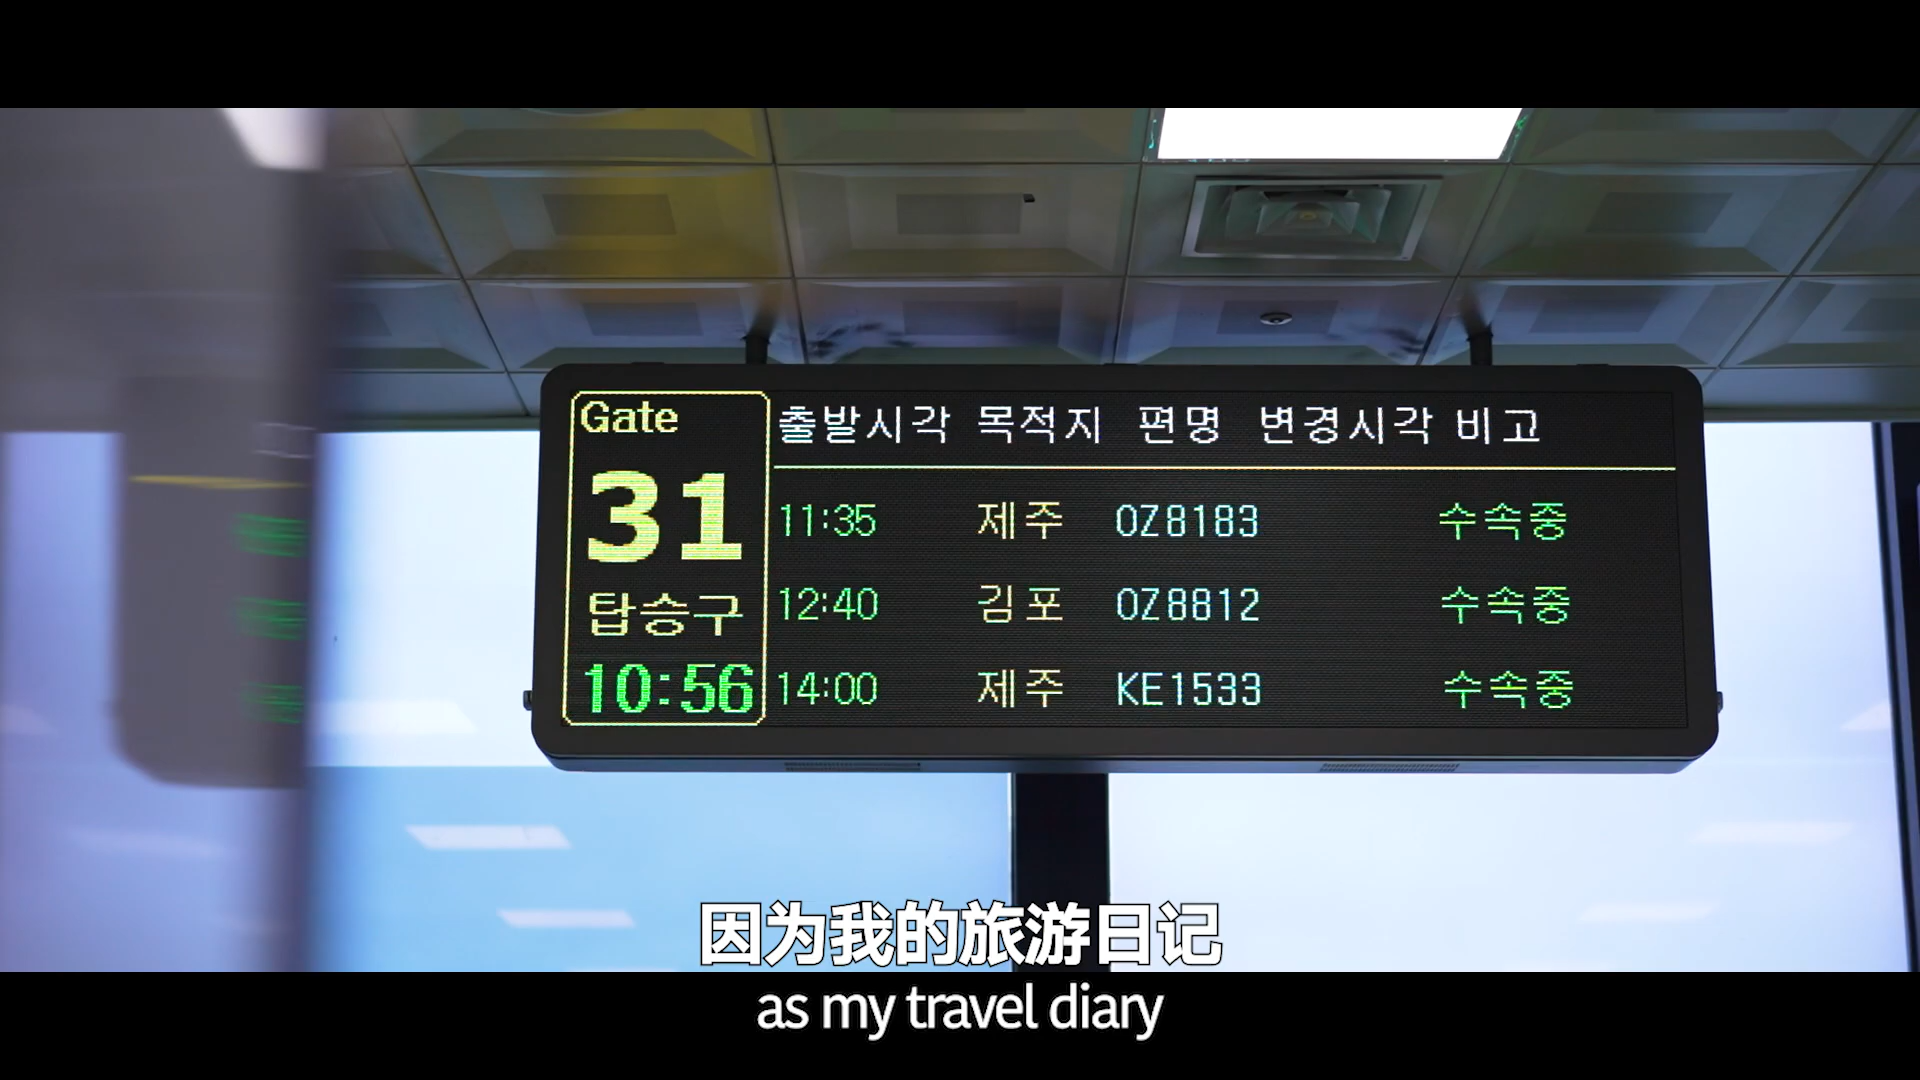 Gate
31
탑승구
10:56
출발시각 목적지 편명 변경시각 비고
11:35 제주 OZ8183 수속중
12:40 김포 OZ8812 수속중
14:00 제주 KE1533 수속중
因为我的旅游日记
as my travel diary